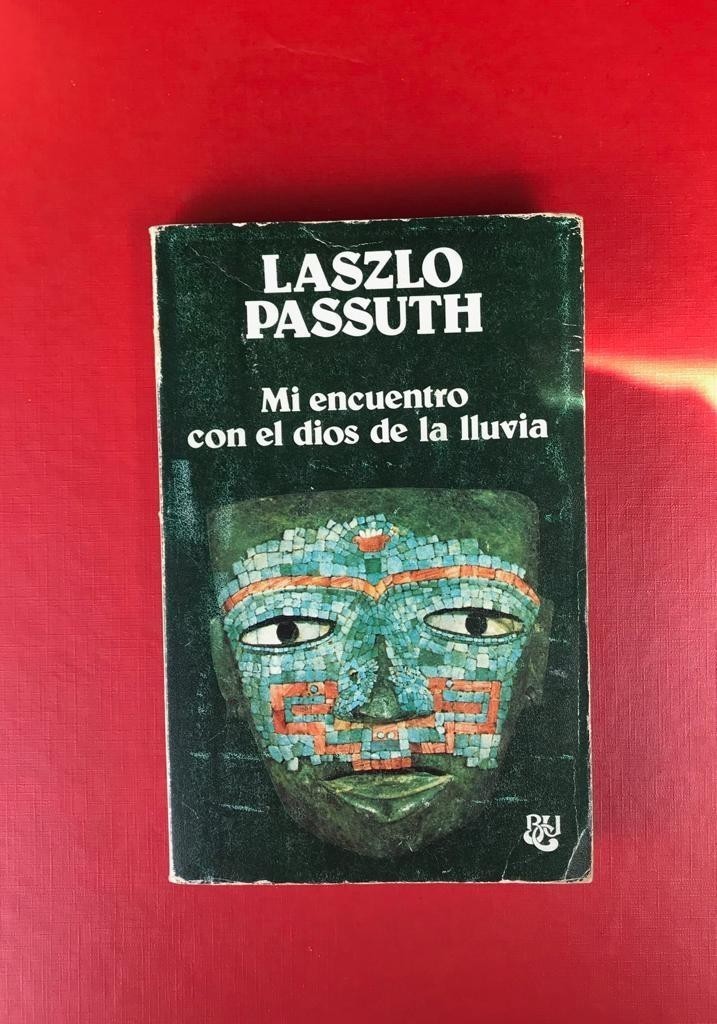 LASZLO
PASSUTH
Mi encuentro
con el dios de la lluvia